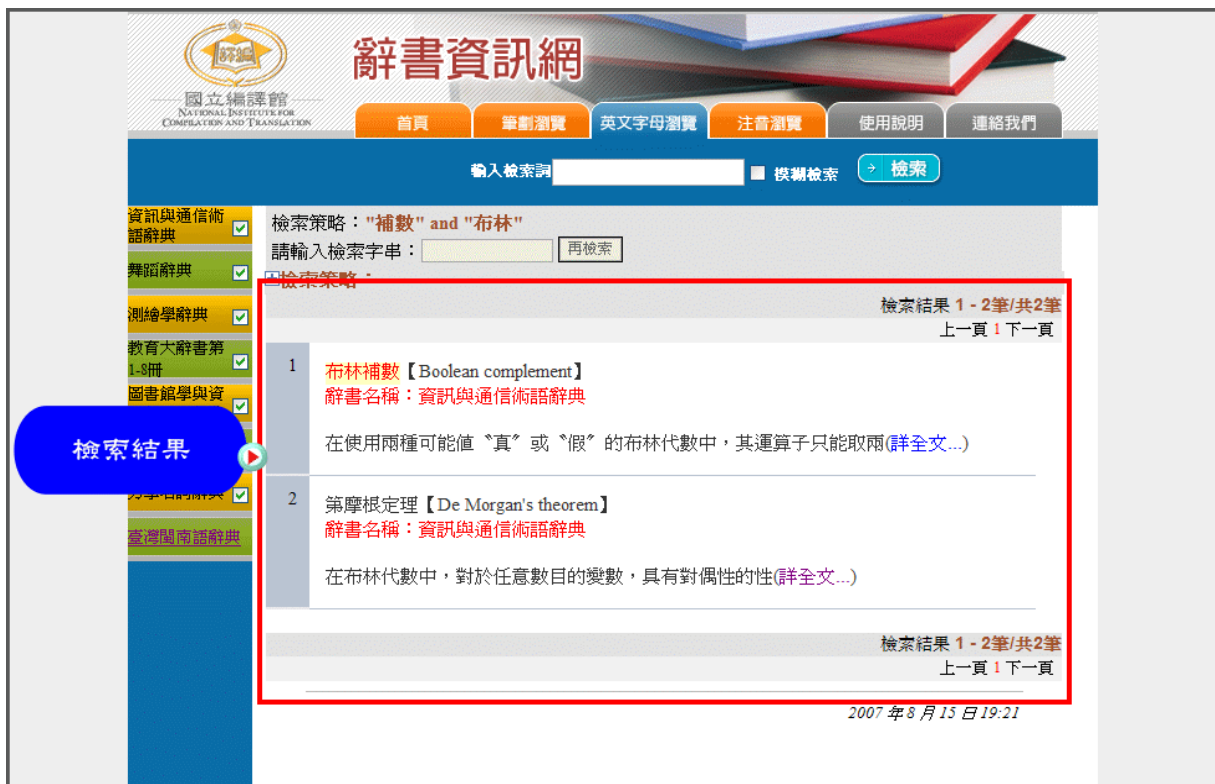 辭書資訊網
國立編譯館
NATIONAL INSTITUTE FOR
COMPILATION AND TRANSLATION
首頁 筆劃瀏覽 英文字母瀏覽 注音瀏覽 使用說明 連絡我們
輸入檢索詞 模糊檢索 檢索
資訊與通信術
語辭典
舞蹈辭典
測繪學辭典
教育大辭書第
1-8冊
圖書館學與資
力學名詞辭典
臺灣閩南語辭典
檢索結果
檢索策略："補數" and "布林"
請輸入檢索字串： 再檢索
檢索策略：
檢索結果 1 - 2筆/共2筆
上一頁 1 下一頁
1 布林補數【Boolean complement】
辭書名稱：資訊與通信術語辭典
在使用兩種可能值〝真〞或〝假〞的布林代數中，其運算子只能取兩(詳全文...)
2 第摩根定理【De Morgan's theorem】
辭書名稱：資訊與通信術語辭典
在布林代數中，對於任意數目的變數，具有對偶性的性(詳全文...)
檢索結果 1 - 2筆/共2筆
上一頁 1 下一頁
2007 年 8 月 15 日 19:21